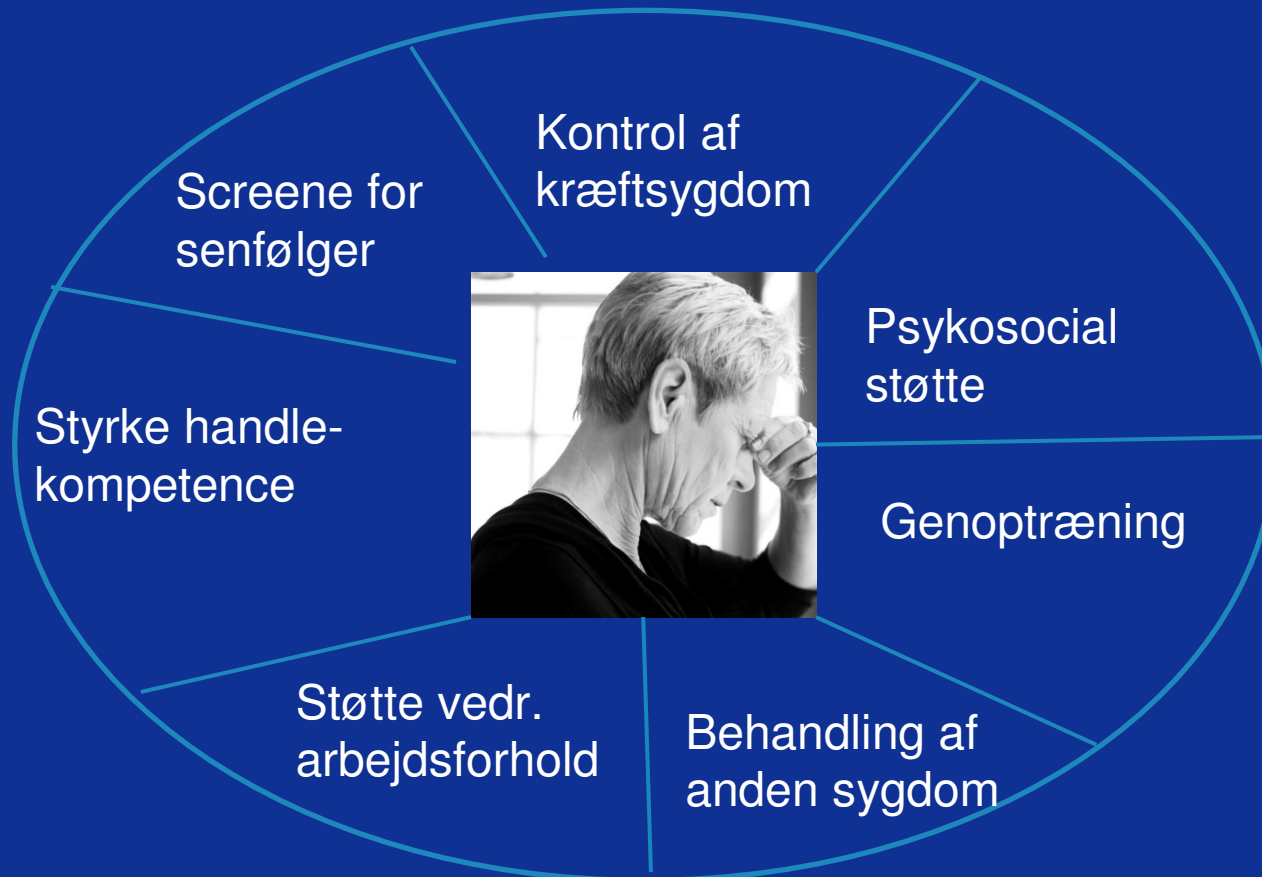 Kontrol af
kræftsygdom
Screene for
senfølger
Psykosocial
støtte
Styrke handle-
kompetence
Genoptræning
Støtte vedr.
arbejdsforhold
Behandling af
anden sygdom